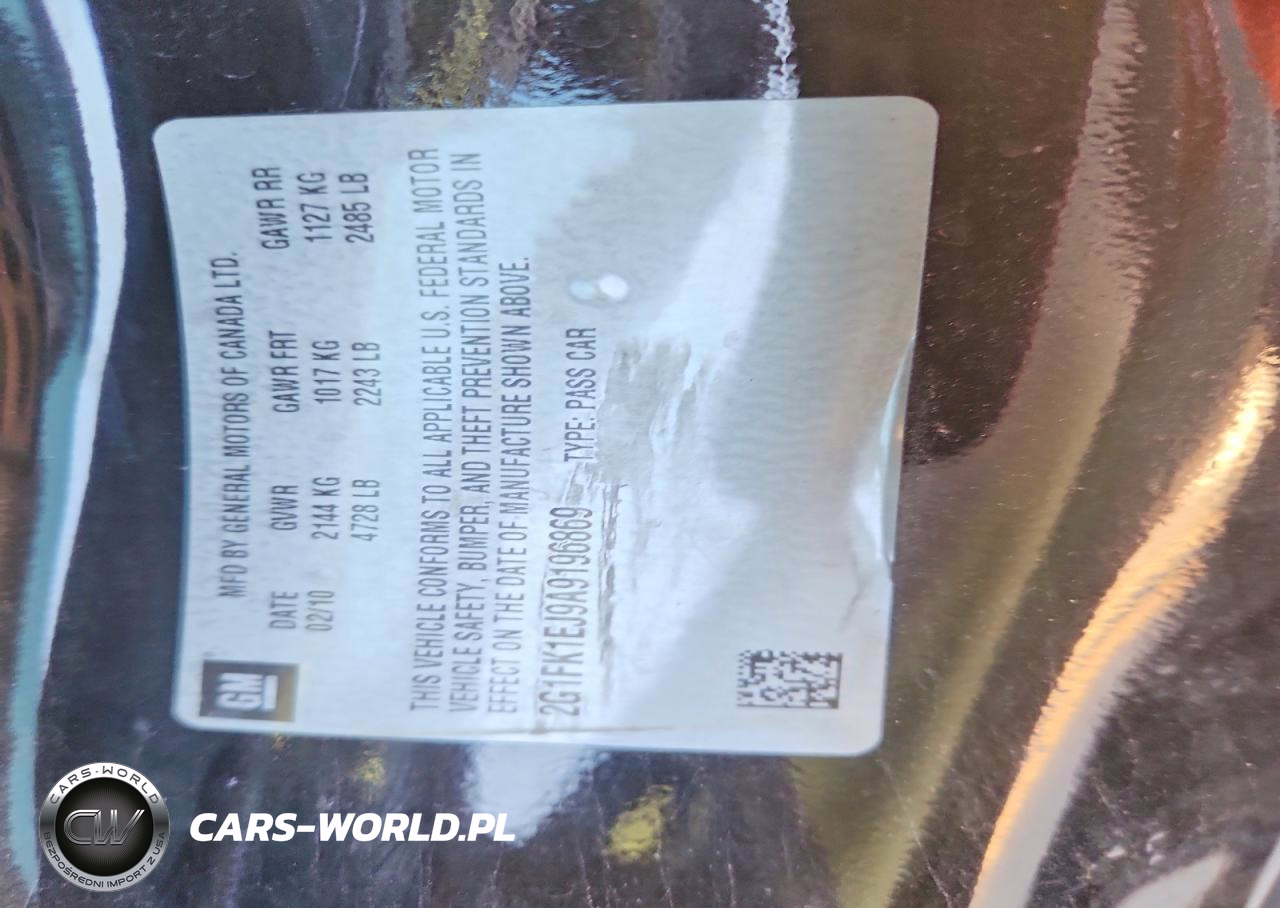 GM
MFD BY GENERAL MOTORS OF CANADA LTD.
DATE GVWR GAWR FRT GAWR RR
02/10 2144 KG 1017 KG 1127 KG
4728 LB 2243 LB 2485 LB
THIS VEHICLE CONFORMS TO ALL APPLICABLE U.S. FEDERAL MOTOR
VEHICLE SAFETY, BUMPER, AND THEFT PREVENTION STANDARDS IN
EFFECT ON THE DATE OF MANUFACTURE SHOWN ABOVE.
2G1FK1EJ9A9196869 TYPE: PASS CAR
CARS-WORLD
CW
BEZPOŚREDNI IMPORT Z USA
CARS-WORLD.PL